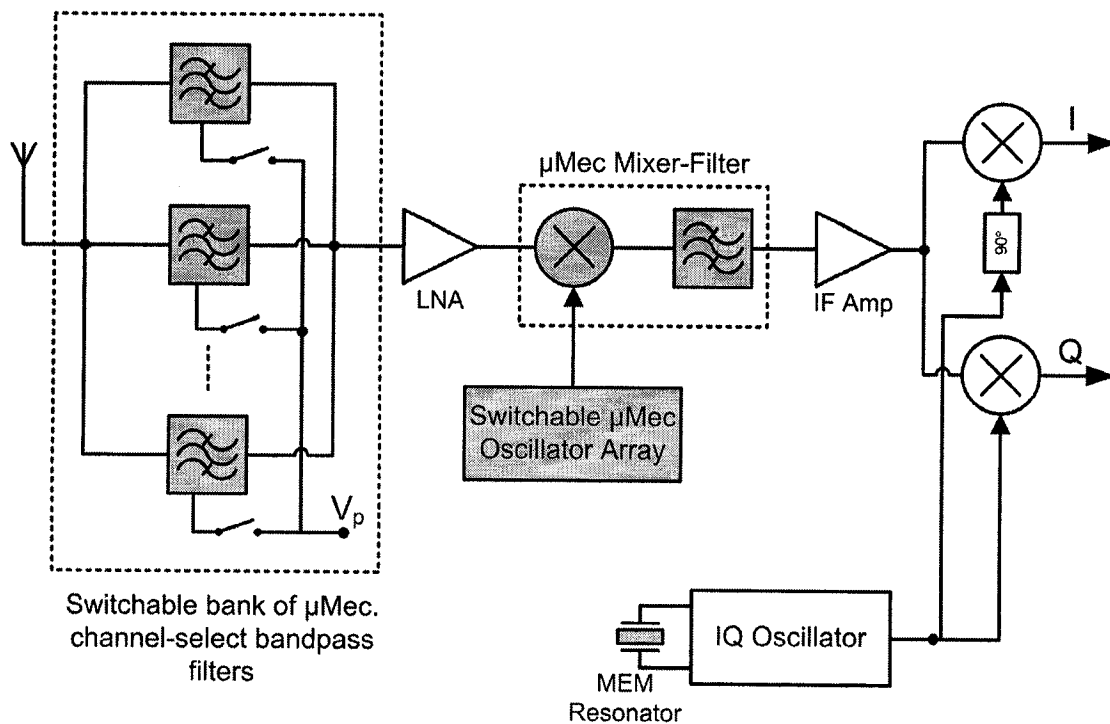 µMec Mixer-Filter
I
90°
LNA
IF Amp
Q
Switchable µMec
Oscillator Array
Vp
Switchable bank of µMec.
channel-select bandpass
filters
IQ Oscillator
MEM
Resonator